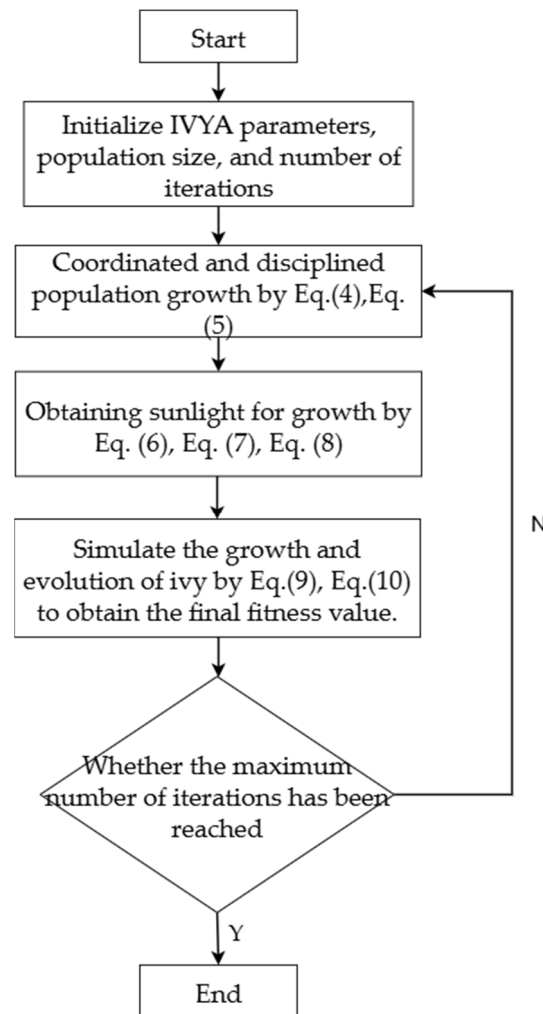 Start
Initialize IVYA parameters,
population size, and number of
iterations
Coordinated and disciplined
population growth by Eq.(4),Eq.
(5)
Obtaining sunlight for growth by
Eq. (6), Eq. (7), Eq. (8)
Simulate the growth and
evolution of ivy by Eq.(9), Eq.(10)
to obtain the final fitness value.
N
Whether the maximum
number of iterations has been
reached
Y
End